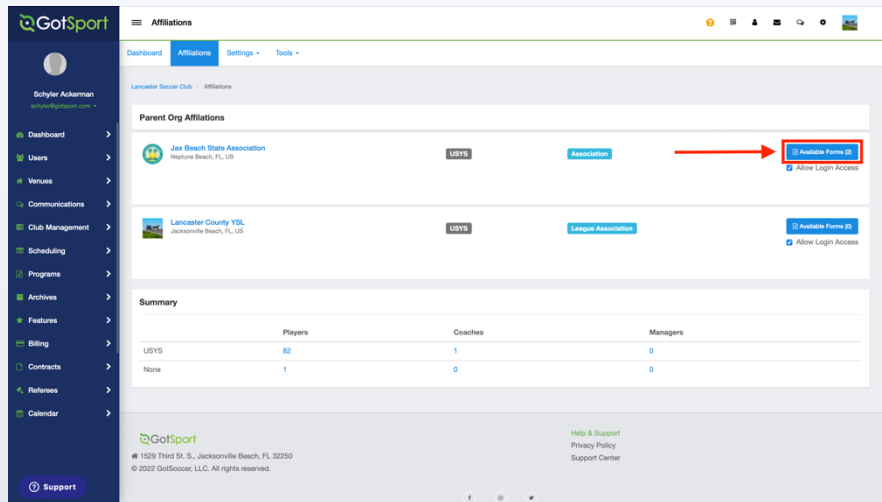 GotSport
Affiliations
Schyler Ackerman
schyler@gotsport.com
Dashboard
Users
Venues
Communications
Club Management
Scheduling
Programs
Archives
Features
Billing
Contracts
Referees
Calendar
Support
Dashboard Affiliations Settings Tools
Lancaster Soccer Club / Affiliations
Parent Org Affilations
Jax Beach State Association
Neptune Beach, FL, US
USYS
Association
Available Forms (2)
Allow Login Access
Lancaster County YSL
Jacksonville Beach, FL, US
USYS
League Association
Available Forms (0)
Allow Login Access
Summary
Players Coaches Managers
USYS 82 1 0
None 1 0 0
GotSport
1529 Third St. S., Jacksonville Beach, FL 32250
© 2022 GotSoccer, LLC. All rights reserved.
Help & Support
Privacy Policy
Support Center